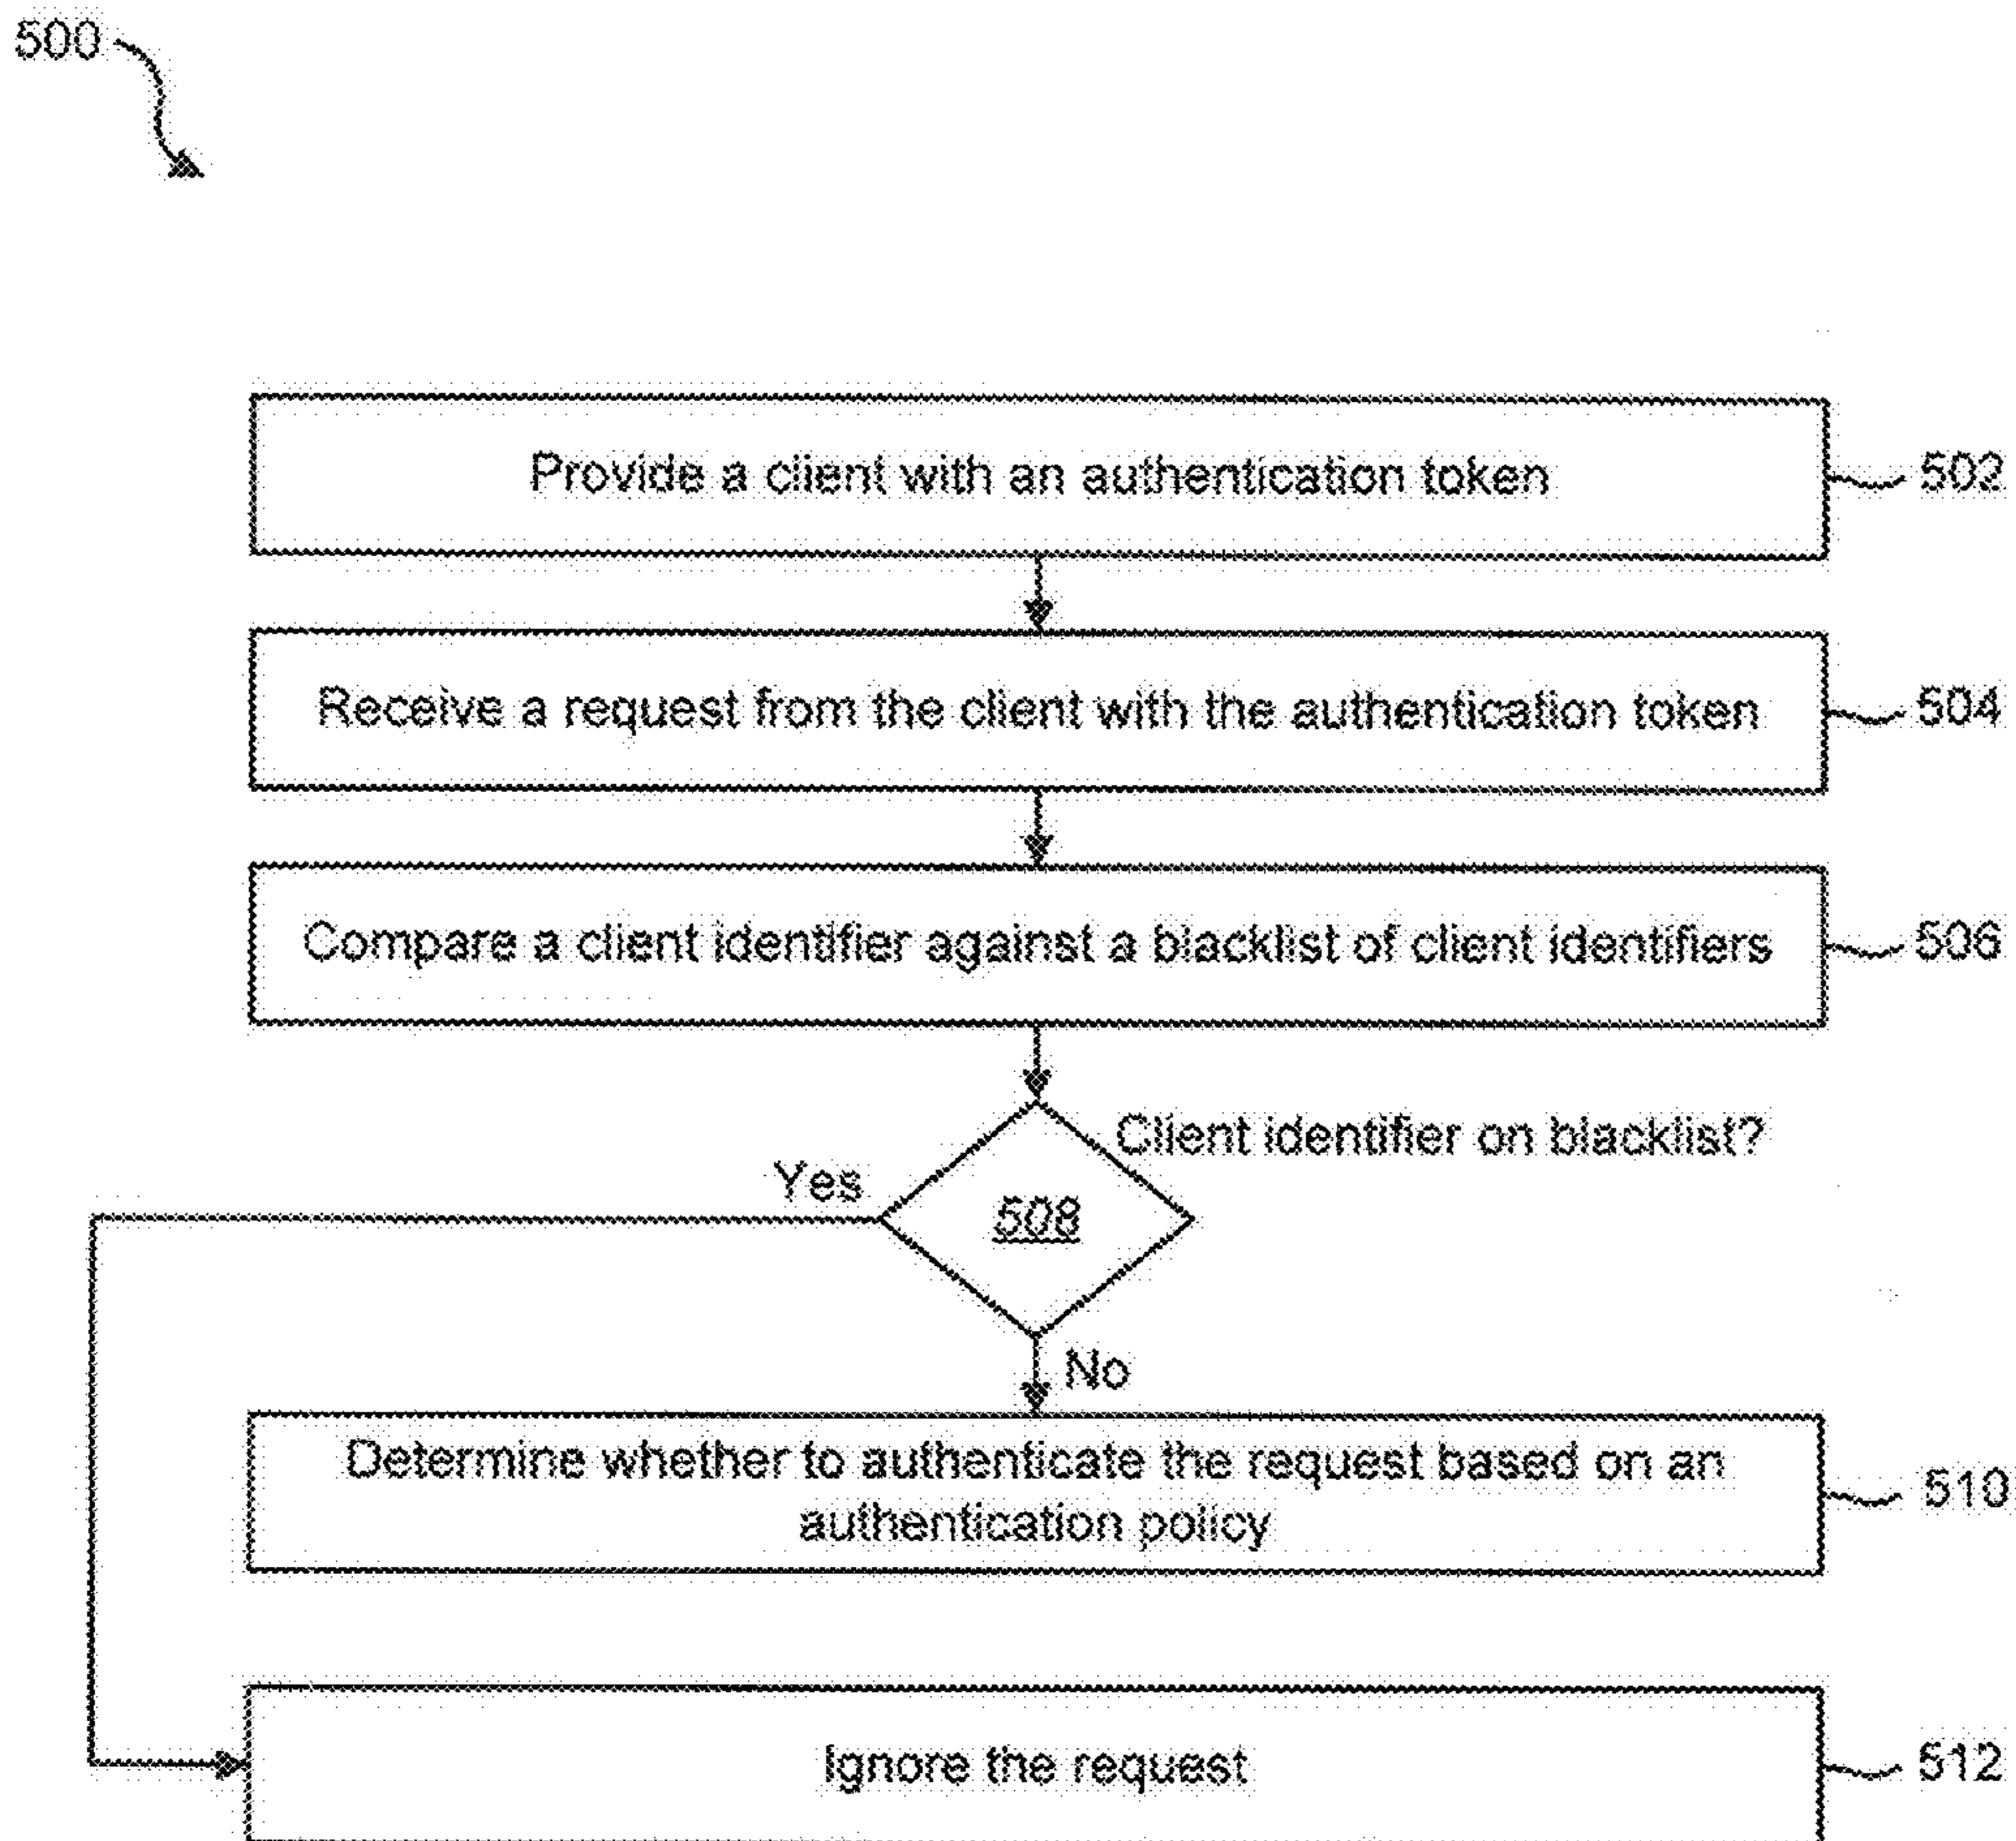 500
Provide a client with an authentication token
502
Receive a request from the client with the authentication token
504
Compare a client identifier against a blacklist of client identifiers
506
Client identifier on blacklist?
Yes
508
No
Determine whether to authenticate the request based on an
authentication policy
510
Ignore the request
512